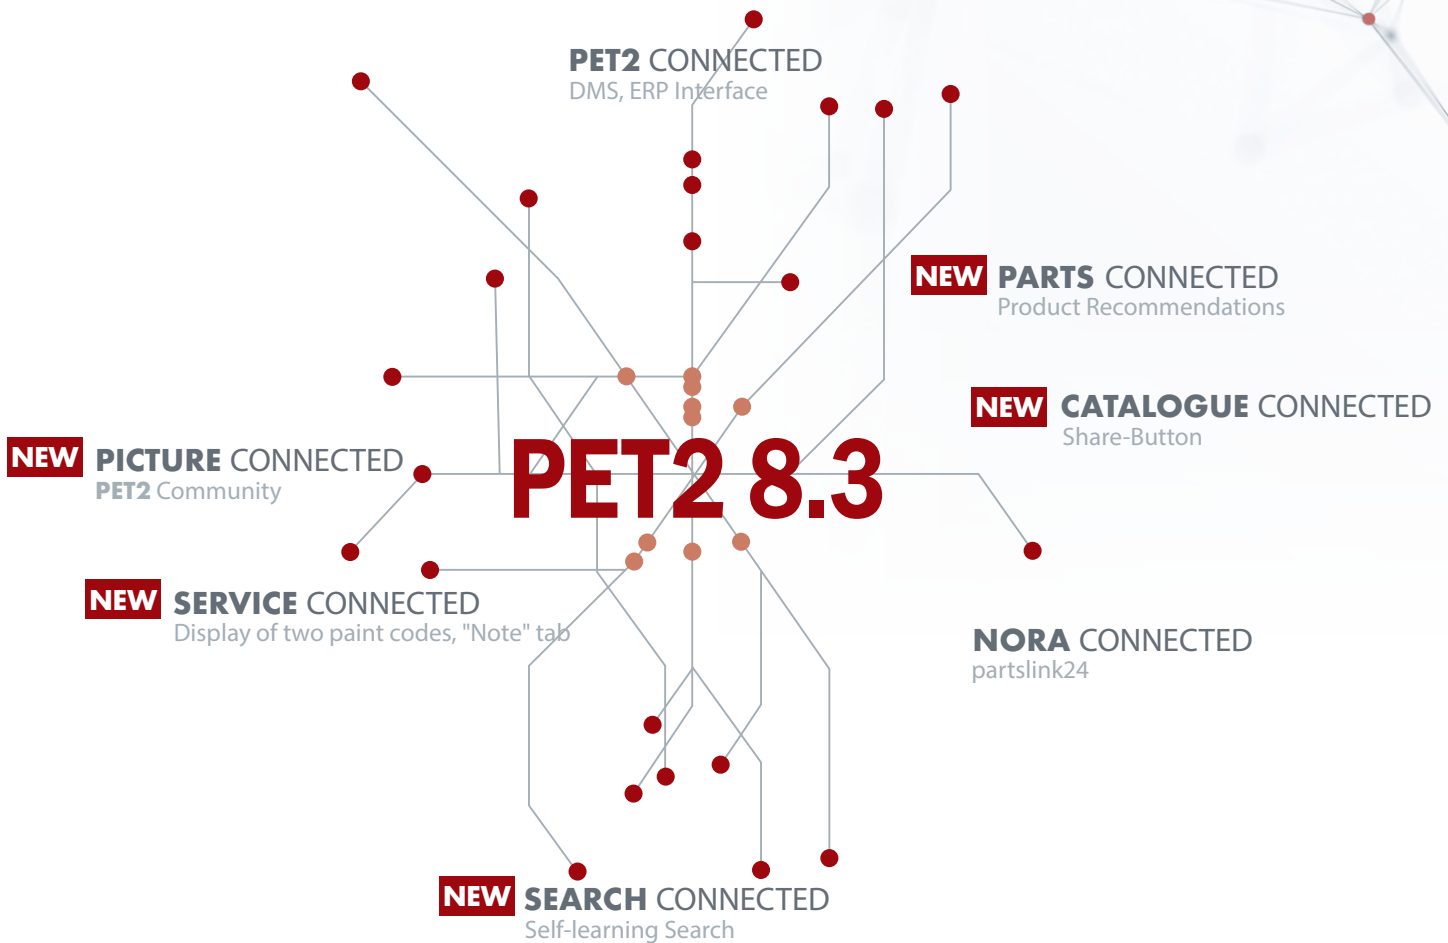 PET2 CONNECTED
DMS, ERP Interface
NEW PARTS CONNECTED
Product Recommendations
NEW CATALOGUE CONNECTED
Share-Button
NEW PICTURE CONNECTED
PET2 Community
PET2 8.3
NEW SERVICE CONNECTED
Display of two paint codes, "Note" tab
NORA CONNECTED
partslink24
NEW SEARCH CONNECTED
Self-learning Search